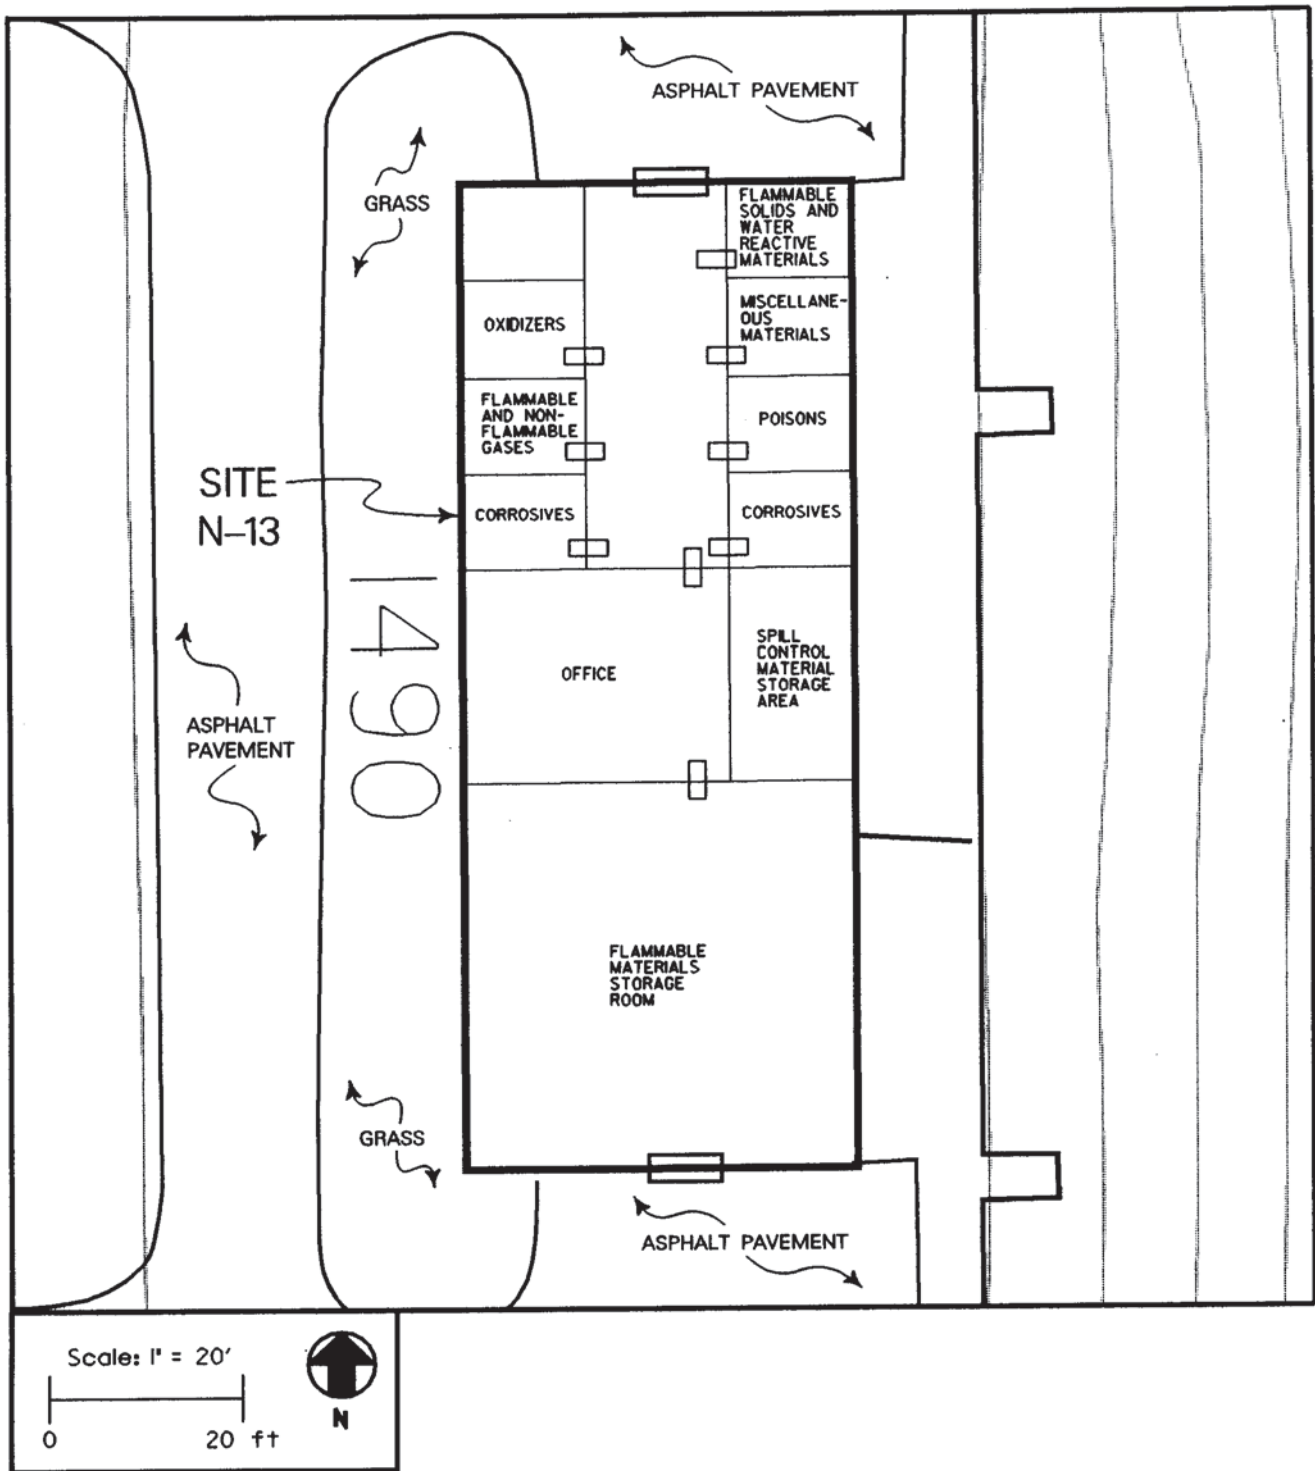 ASPHALT PAVEMENT
GRASS
FLAMMABLE
SOLIDS AND
WATER
REACTIVE
MATERIALS
OXIDIZERS
MISCELLANE-
OUS
MATERIALS
FLAMMABLE
AND NON-
FLAMMABLE
GASES
POISONS
SITE
N-13
CORROSIVES
CORROSIVES
1490
OFFICE
SPILL
CONTROL
MATERIAL
STORAGE
AREA
ASPHALT
PAVEMENT
FLAMMABLE
MATERIALS
STORAGE
ROOM
GRASS
ASPHALT PAVEMENT
Scale: 1" = 20'
0 20 ft
N